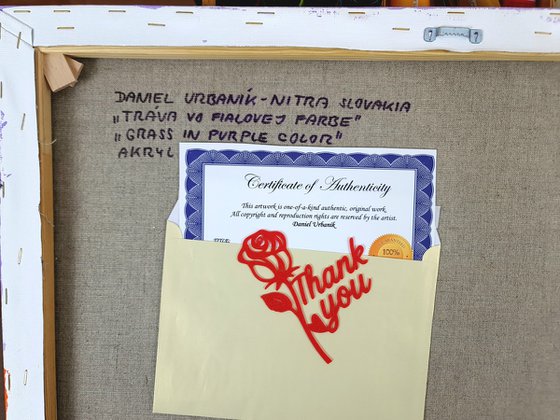 DANIEL URBANÍK-NITRA SLOVAKIA
„TRÁVA VO FIALOVEJ FARBE"
„GRASS IN PURPLE COLOR"
AKRYL
Certificate of Authenticity
This artwork is one-of-a-kind authentic, original work
All copyright and reproduction rights are reserved by the artist.
Daniel Urbaník
100%
Thank
you